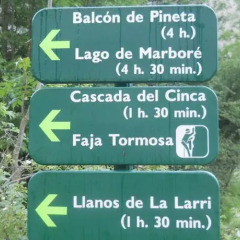 Balcón de Pineta
(4 h.)
Lago de Marboré
(4 h. 30 min.)
Cascada del Cinca
(1 h. 30 min.)
Faja Tormosa
Llanos de La Larri
(1 h. 30 min.)